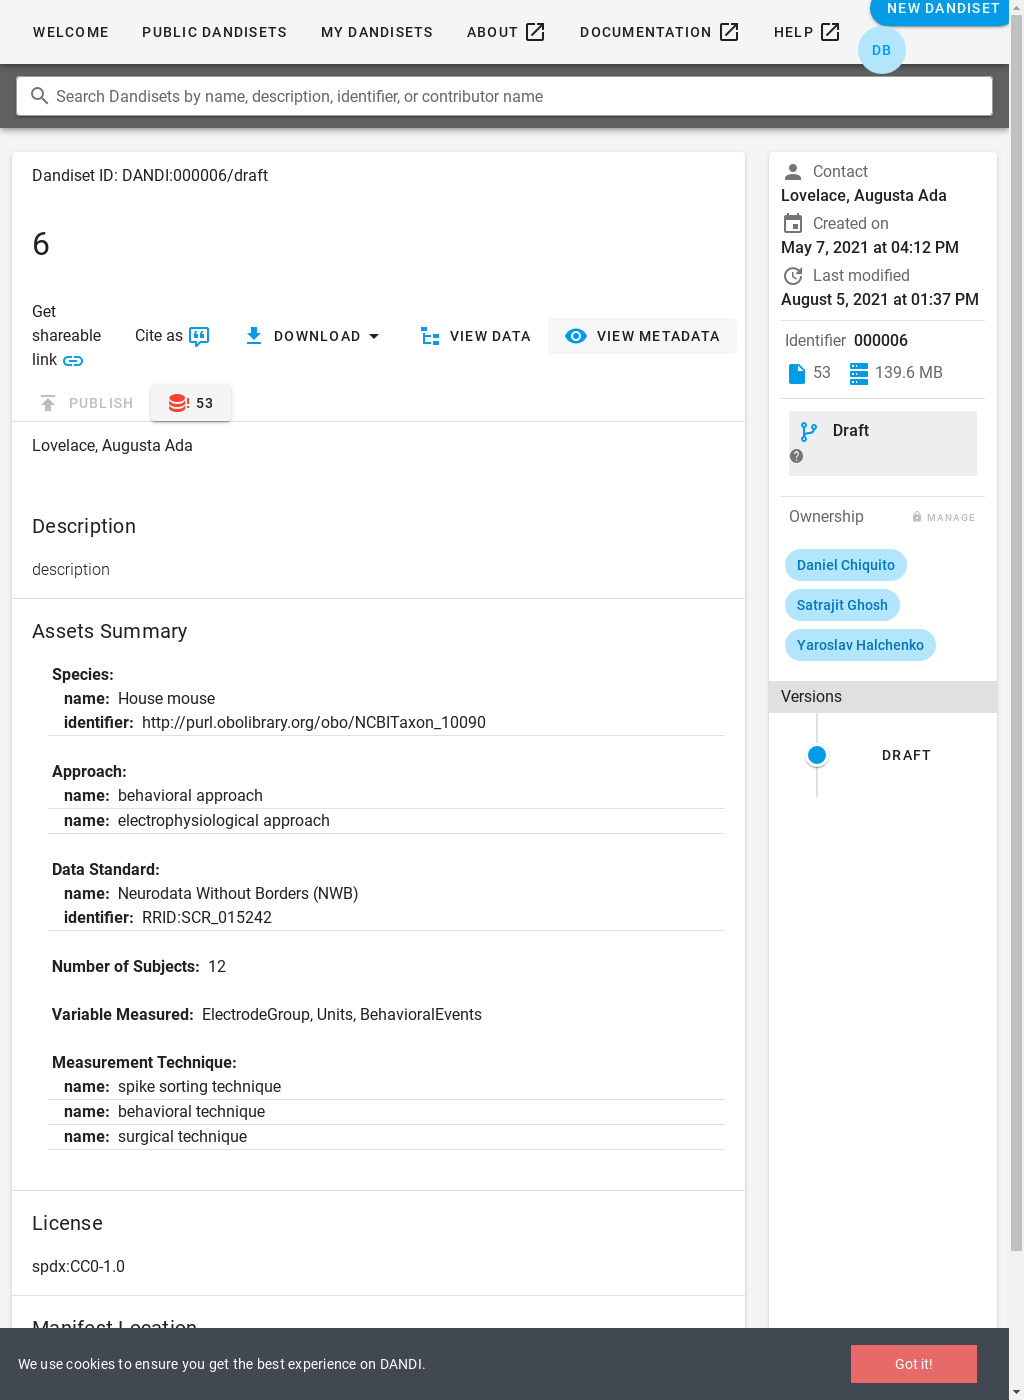 WELCOME PUBLIC DANDISETS MY DANDISETS ABOUT DOCUMENTATION HELP NEW DANDISET
DB
Search Dandisets by name, description, identifier, or contributor name
Dandiset ID: DANDI:000006/draft
6
Get shareable link
Cite as
DOWNLOAD
VIEW DATA
VIEW METADATA
PUBLISH
53
Lovelace, Augusta Ada
Description
description
Assets Summary
Species:
name: House mouse
identifier: http://purl.obolibrary.org/obo/NCBITaxon_10090
Approach:
name: behavioral approach
name: electrophysiological approach
Data Standard:
name: Neurodata Without Borders (NWB)
identifier: RRID:SCR_015242
Number of Subjects: 12
Variable Measured: ElectrodeGroup, Units, BehavioralEvents
Measurement Technique:
name: spike sorting technique
name: behavioral technique
name: surgical technique
License
spdx:CC0-1.0
Manifest Location
Contact
Lovelace, Augusta Ada
Created on
May 7, 2021 at 04:12 PM
Last modified
August 5, 2021 at 01:37 PM
Identifier 000006
53 139.6 MB
Draft
Ownership MANAGE
Daniel Chiquito
Satrajit Ghosh
Yaroslav Halchenko
Versions
DRAFT
We use cookies to ensure you get the best experience on DANDI.
Got it!